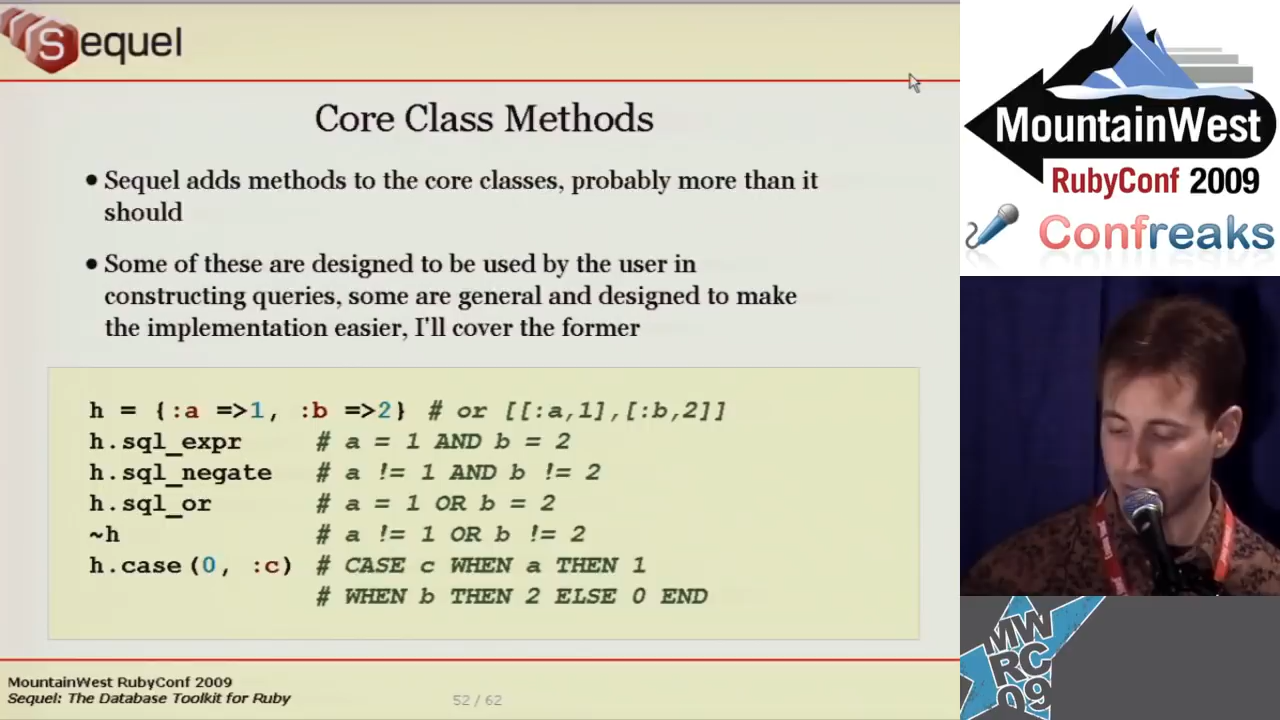 Sequel
Core Class Methods
• Sequel adds methods to the core classes, probably more than it
should
• Some of these are designed to be used by the user in
constructing queries, some are general and designed to make
the implementation easier, I'll cover the former
h = {:a =>1, :b =>2} # or [[:a,1],[:b,2]]
h.sql_expr # a = 1 AND b = 2
h.sql_negate # a != 1 AND b != 2
h.sql_or # a = 1 OR b = 2
~h # a != 1 OR b != 2
h.case(0, :c) # CASE c WHEN a THEN 1
# WHEN b THEN 2 ELSE 0 END
MountainWest RubyConf 2009
Sequel: The Database Toolkit for Ruby
52 / 62
MountainWest
RubyConf 2009
Confreaks
MW
RC
09